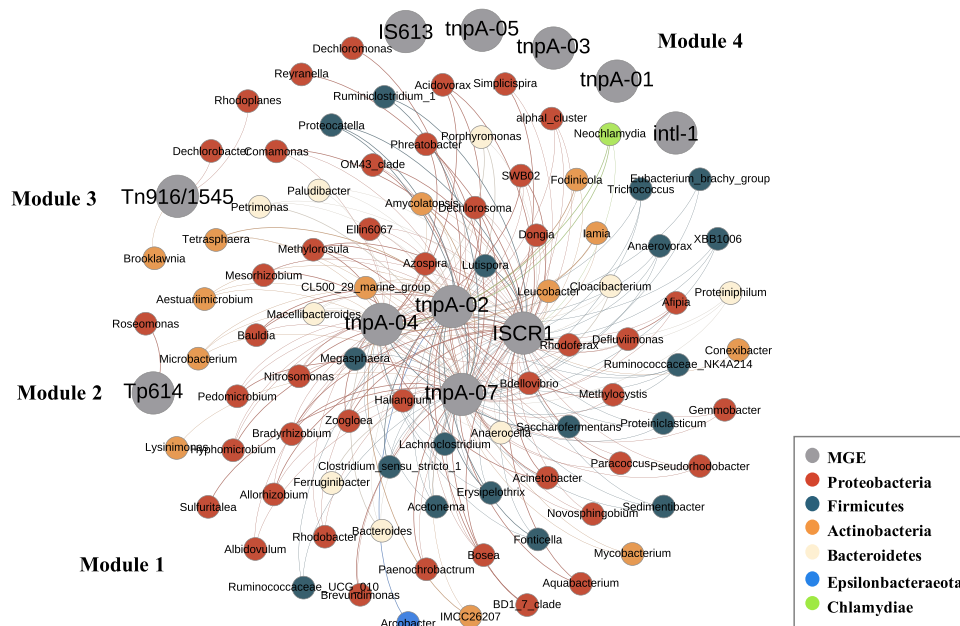 IS613
tnpA-05
tnpA-03
Module 4
Dechloromonas
Reyranella
tnpA-01
Acidovorax
Simplicispira
Ruminiclostridium_1
Rhodoplanes
alphaI_cluster
Proteocatella
Neochlamydia
intI-1
Porphyromonas
Phreatobacter
Dechlorobacter
Comamonas
OM43_clade
SWB02
Eubacterium_brachy_group
Fodinicola
Trichococcus
Module 3
Tn916/1545
Paludibacter
Petrimonas
Amycolatopsis
Dechlorosoma
Ellin6067
Dongia
Iamia
Tetrasphaera
Methylorosula
Anaerovorax
XBB1006
Brooklawnia
Azospira
Lutispora
Mesorhizobium
CL500_29_marine_group
Leucobacter
Cloacibacterium
Proteiniphilum
Aestuariimicrobium
tnpA-02
Macellibacteroides
tnpA-04
ISCR1
Afipia
Roseomonas
Bauldia
Rhodoferax
Defluviimonas
Conexibacter
Microbacterium
Megasphaera
Ruminococcaceae_NK4A214
Module 2
Tp614
Nitrosomonas
tnpA-07
Bdellovibrio
Pedomicrobium
Haliangium
Methylocystis
Gemmobacter
Zoogloea
Saccharofermentans
Proteiniclasticum
Bradyrhizobium
Anaerocella
Lysinimonas
Hyphomicrobium
Lachnoclostridium
Clostridium_sensu_stricto_1
Paracoccus
Pseudorhodobacter
Ferruginibacter
Acinetobacter
Allorhizobium
Erysipelothrix
Sulfuritalea
Acetonema
Novosphingobium
Sedimentibacter
Bacteroides
Rhodobacter
Fonticella
Albidovulum
Mycobacterium
Module 1
Bosea
Paenochrobactrum
Ruminococcaceae_UCG_010
Aquabacterium
Brevundimonas
BD1_7_clade
IMCC26207
Arcobacter
MGE
Proteobacteria
Firmicutes
Actinobacteria
Bacteroidetes
Epsilonbacteraeota
Chlamydiae